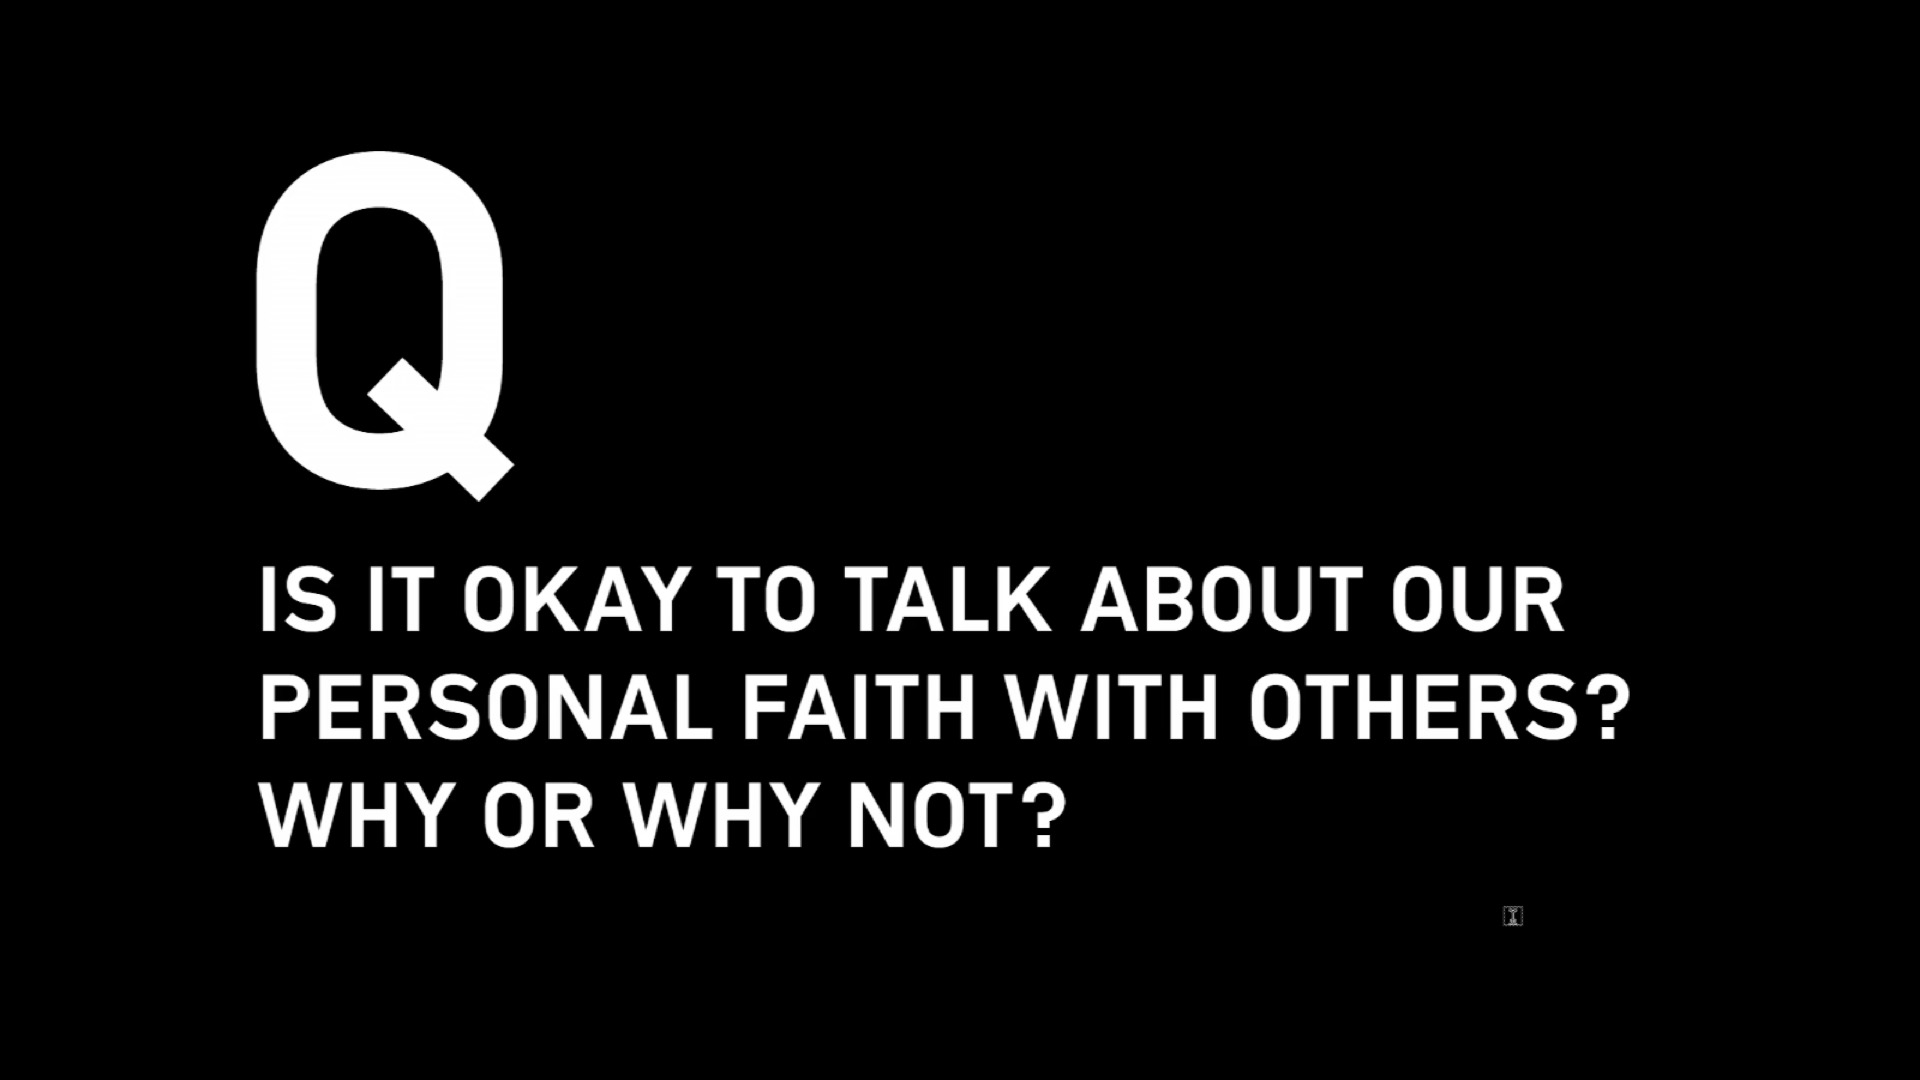 Q
IS IT OKAY TO TALK ABOUT OUR
PERSONAL FAITH WITH OTHERS?
WHY OR WHY NOT?